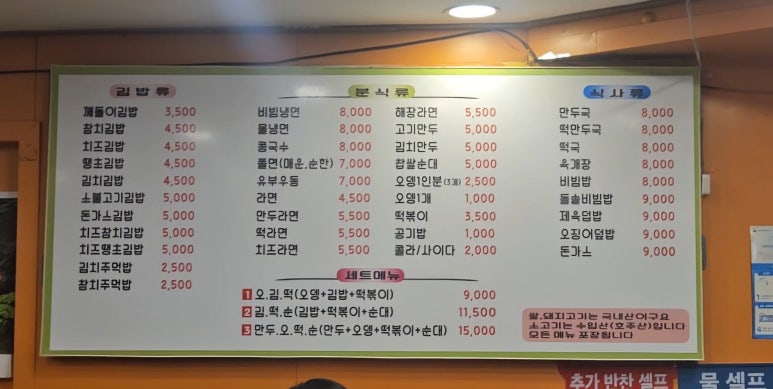 김밥류
깨돌이김밥 3,500
참치김밥 4,500
치즈김밥 4,500
땡초김밥 4,500
김치김밥 4,500
소불고기김밥 5,000
돈가스김밥 5,000
치즈참치김밥 5,000
치즈땡초김밥 5,000
김치주먹밥 2,500
참치주먹밥 2,500
분식류
비빔냉면 8,000
물냉면 8,000
콩국수 8,000
쫄면(매운,순한) 7,000
유부우동 7,000
라면 4,500
만두라면 5,500
떡라면 5,500
치즈라면 5,500
해장라면 5,500
고기만두 5,000
김치만두 5,000
찹쌀순대 5,000
오뎅1인분(3개) 2,500
오뎅1개 1,000
떡볶이 3,500
공기밥 1,000
콜라/사이다 2,000
식사류
만두국 8,000
떡만두국 8,000
떡국 8,000
육개장 8,000
비빔밥 8,000
돌솥비빔밥 9,000
제육덥밥 9,000
오징어덮밥 9,000
돈가스 9,000
세트메뉴
1 오.김.떡(오뎅+김밥+떡볶이) 9,000
2 김.떡.순(김밥+떡볶이+순대) 11,500
3 만두.오.떡.순(만두+오뎅+떡볶이+순대) 15,000
쌀,돼지고기는 국내산이구요
소고기는 수입산(호주산)입니다
모든 메뉴 포장됩니다
추가 반찬 셀프
물 셀프